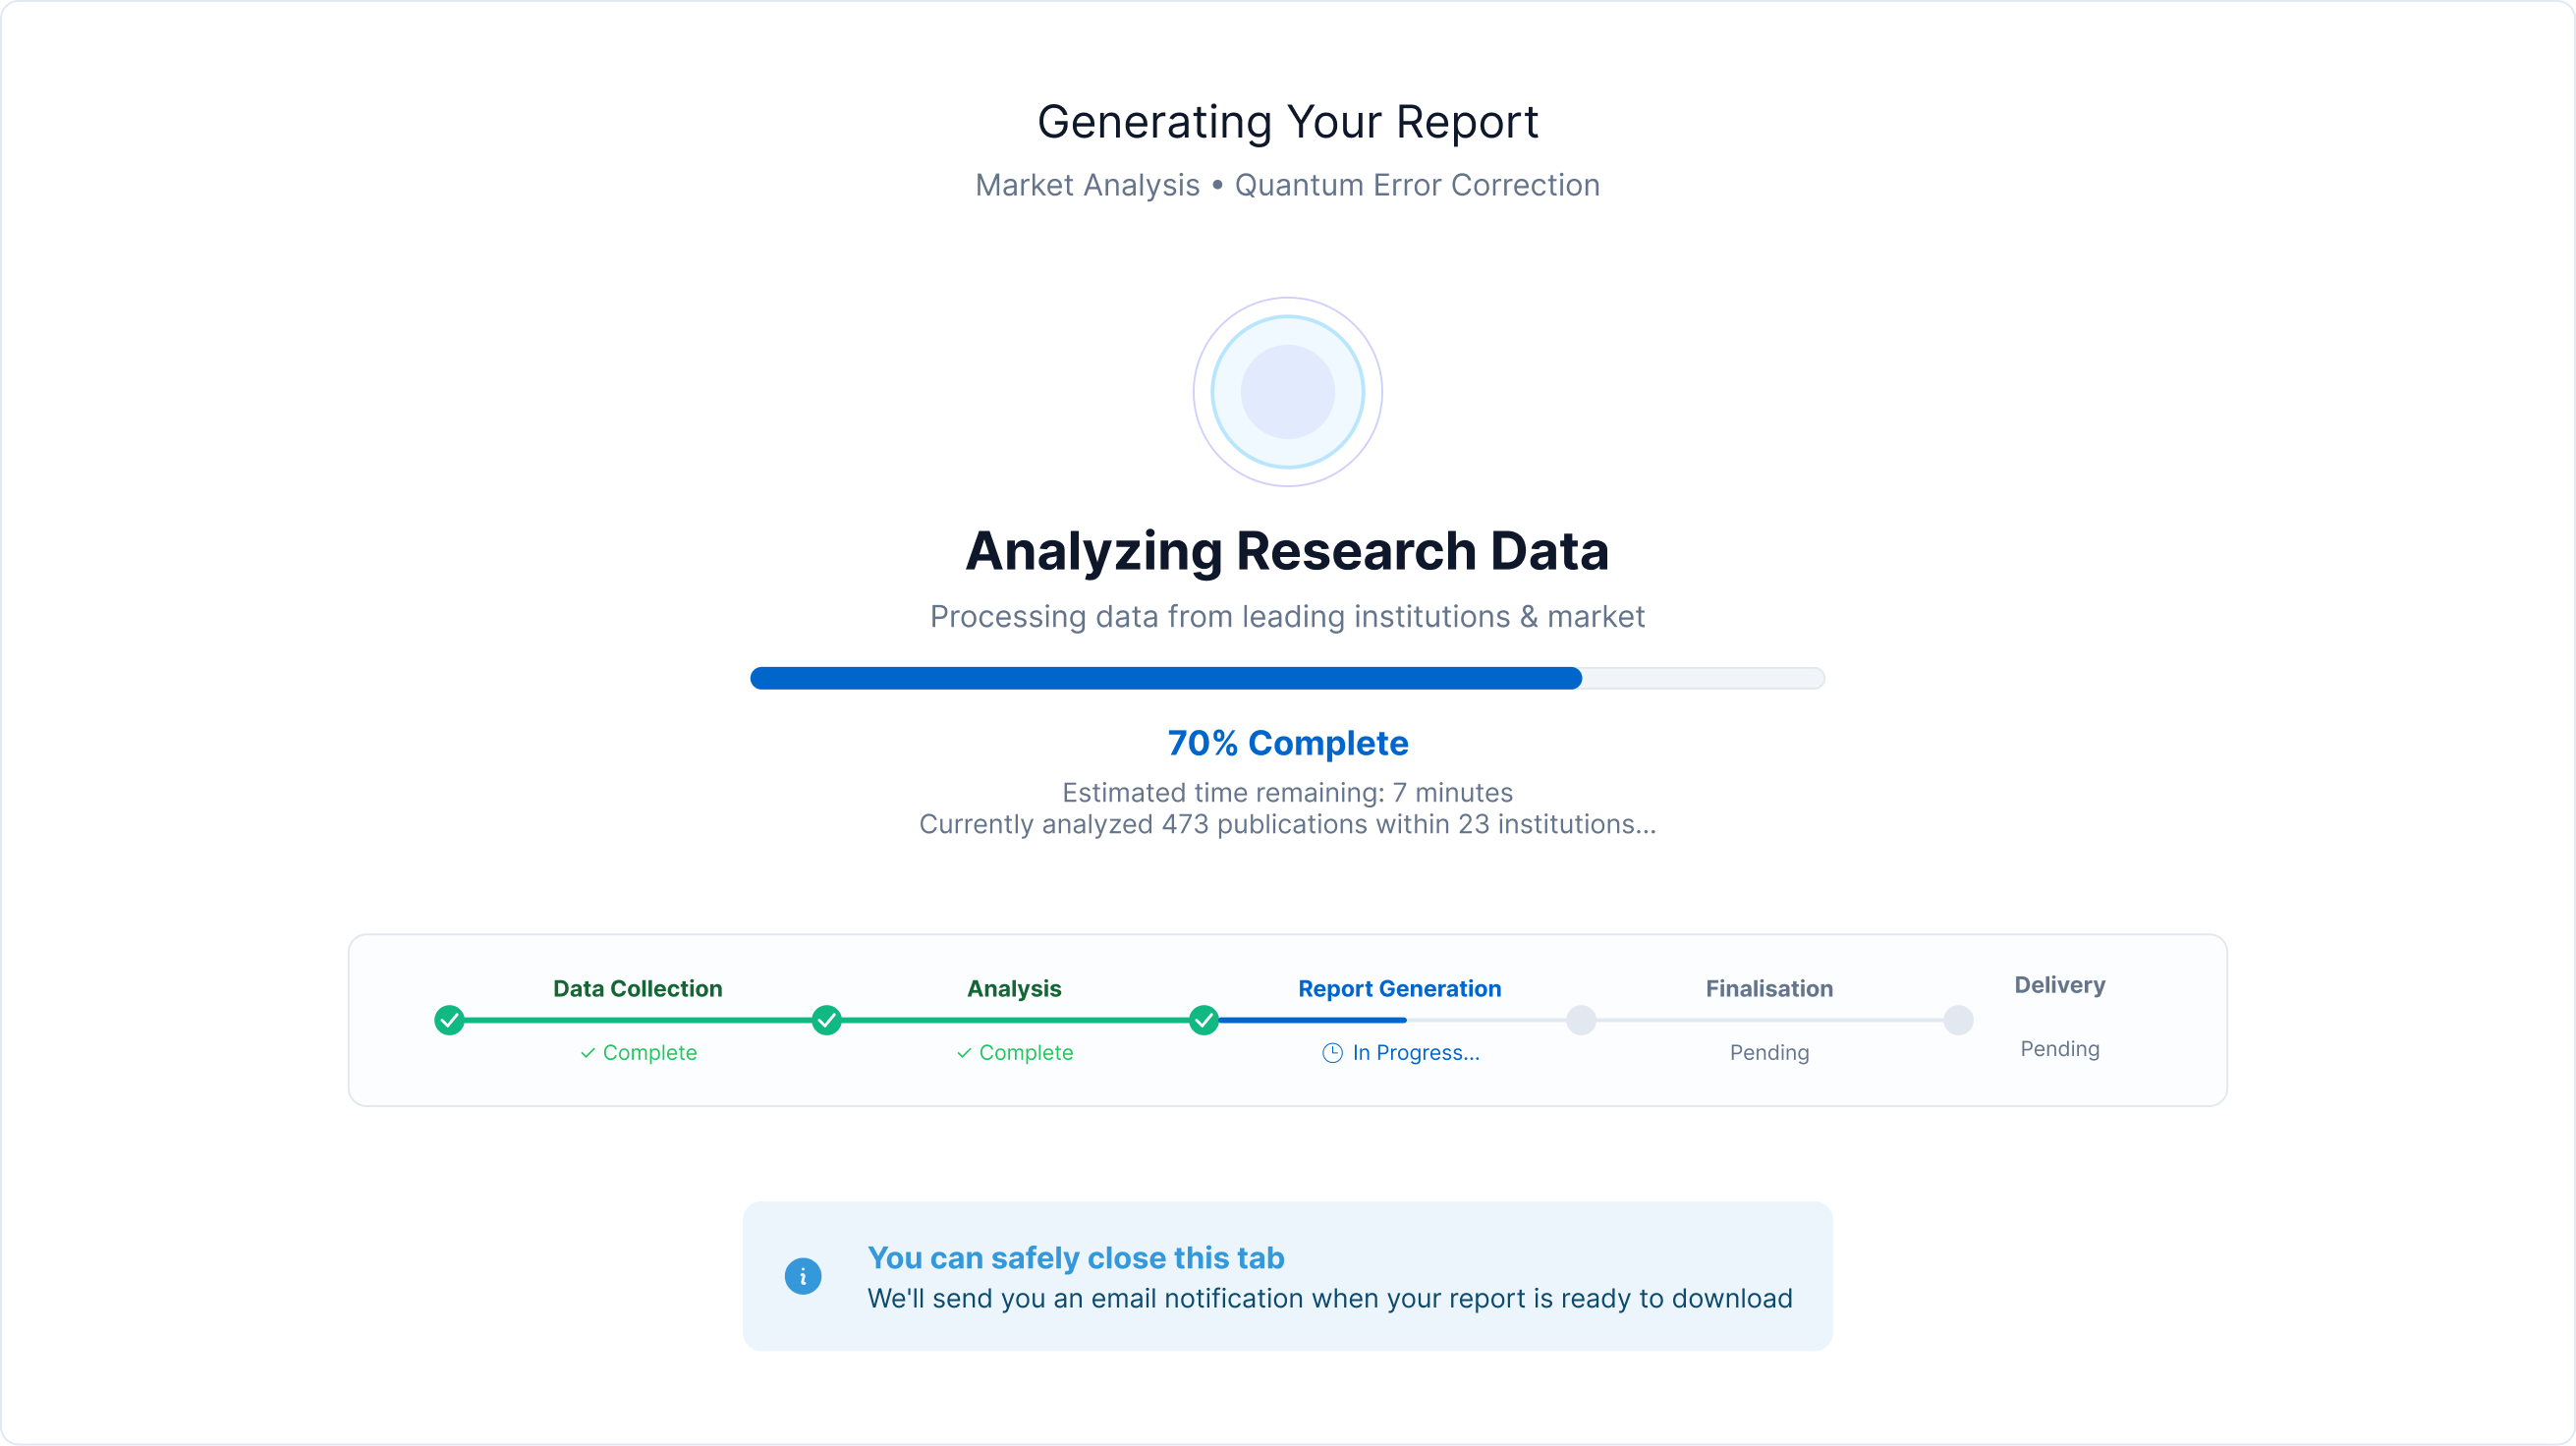 Generating Your Report
Market Analysis • Quantum Error Correction
Analyzing Research Data
Processing data from leading institutions & market
70% Complete
Estimated time remaining: 7 minutes
Currently analyzed 473 publications within 23 institutions...
Data Collection
✓ Complete
Analysis
✓ Complete
Report Generation
In Progress...
Finalisation
Pending
Delivery
Pending
You can safely close this tab
We'll send you an email notification when your report is ready to download